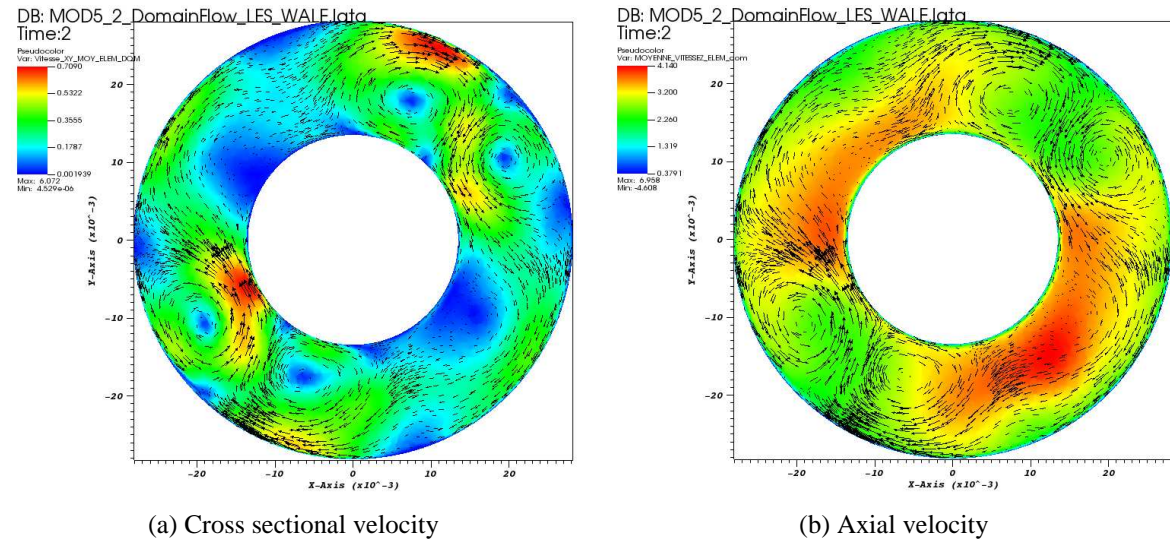 DB: MOD5_2_DomainFlow_LES_WALE.lata
Time:2
Pseudocolor
Var: Vitesse_XY_MOY_ELEM_DOM
0.7090
0.5322
0.3555
0.1787
0.001939
Max: 6.072
Min: 4.529e-06
20
10
0
-10
-20
Y-Axis (x10^-3)
-20
-10
0
10
20
X-Axis (x10^-3)
(a) Cross sectional velocity
DB: MOD5_2_DomainFlow_LES_WALE.lata
Time:2
Pseudocolor
Var: MOYENNE_VITESSEZ_ELEM_dom
4.140
3.200
2.260
1.319
0.3791
Max: 6.958
Min: -4.608
20
10
0
-10
-20
Y-Axis (x10^-3)
-20
-10
0
10
20
X-Axis (x10^-3)
(b) Axial velocity